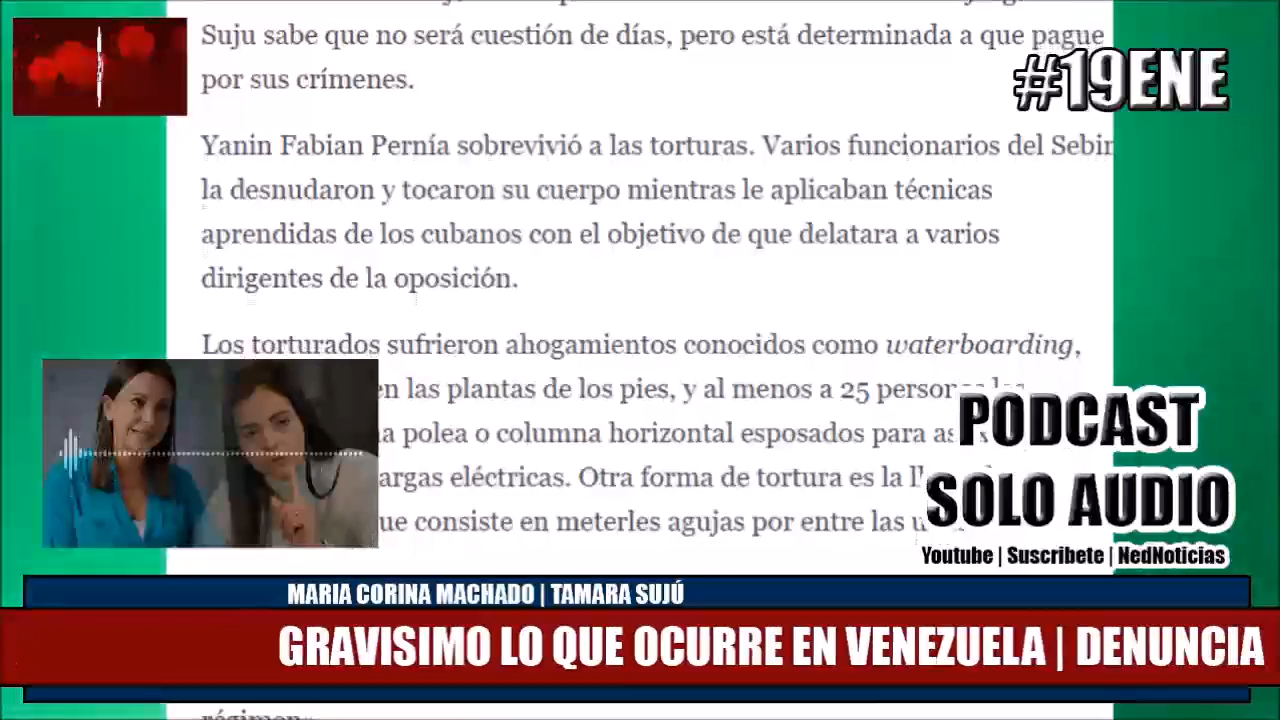 Suju sabe que no será cuestión de días, pero está determinada a que pague
por sus crímenes.
#19ENE
Yanin Fabian Pernía sobrevivió a las torturas. Varios funcionarios del Sebin
la desnudaron y tocaron su cuerpo mientras le aplicaban técnicas
aprendidas de los cubanos con el objetivo de que delatara a varios
dirigentes de la oposición.
Los torturados sufrieron ahogamientos conocidos como waterboarding,
en las plantas de los pies, y al menos a 25
polea o columna horizontal esposados para
eléctricas. Otra forma de tortura es la
que consiste en meterles agujas por entre las
PODCAST
SOLO AUDIO
Youtube | Suscribete | NedNoticias
MARIA CORINA MACHADO | TAMARA SUJÚ
GRAVISIMO LO QUE OCURRE EN VENEZUELA | DENUNCIA